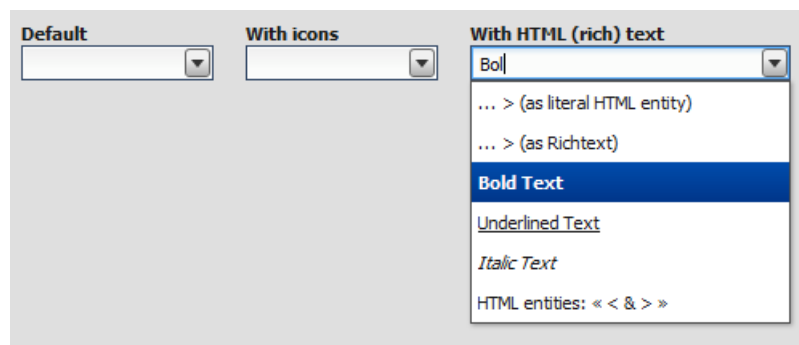 Default With icons With HTML (rich) text
Bol
... > (as literal HTML entity)
... > (as Richtext)
Bold Text
Underlined Text
Italic Text
HTML entities: « < & > »